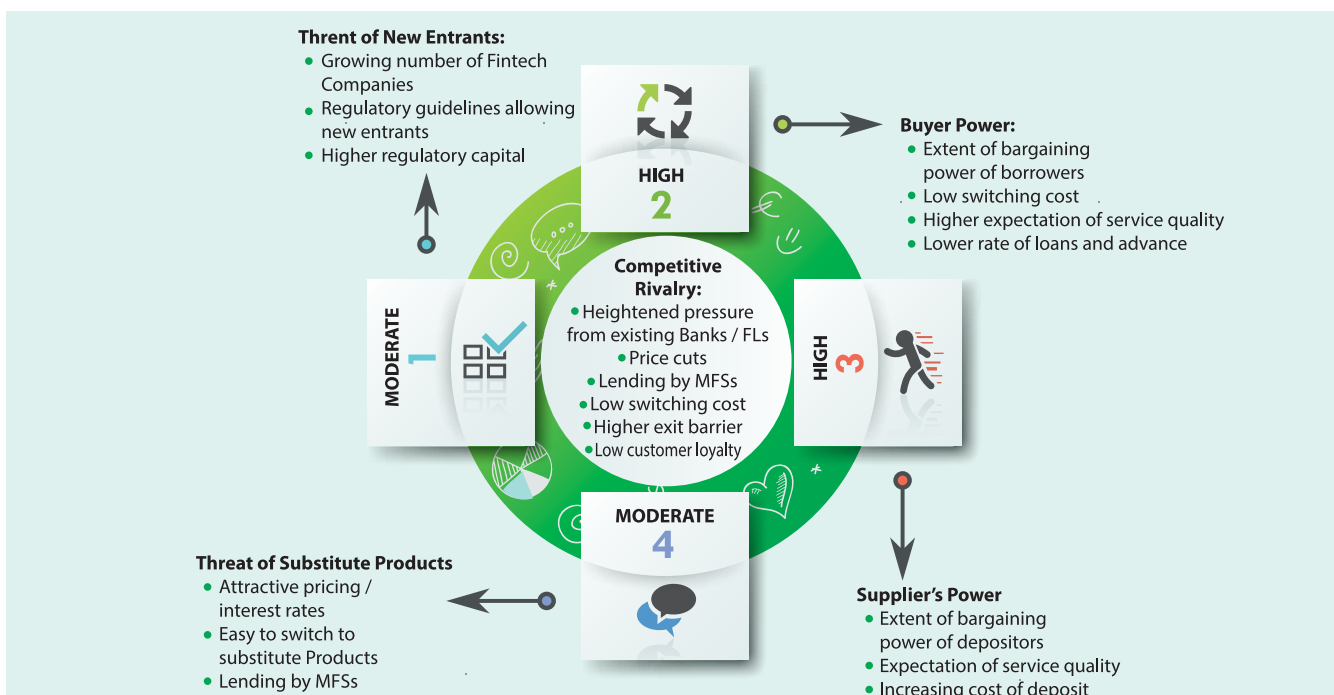 Thrent of New Entrants:
• Growing number of Fintech
Companies
• Regulatory guidelines allowing
new entrants
• Higher regulatory capital
HIGH
2
Buyer Power:
• Extent of bargaining
power of borrowers
• Low switching cost
• Higher expectation of service quality
• Lower rate of loans and advance
MODERATE
1
Competitive
Rivalry:
• Heightened pressure
from existing Banks / FLs
• Price cuts
• Lending by MFSs
• Low switching cost
• Higher exit barrier
• Low customer loyalty
HIGH
3
MODERATE
4
Threat of Substitute Products
• Attractive pricing /
interest rates
• Easy to switch to
substitute Products
• Lending by MFSs
Supplier's Power
• Extent of bargaining
power of depositors
• Expectation of service quality
• Increasing cost of deposit